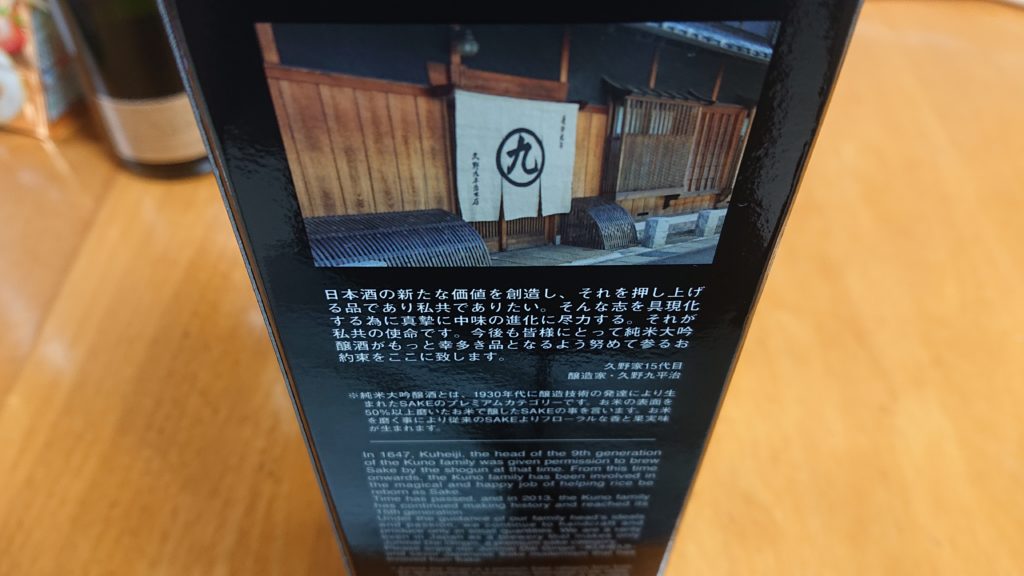 九
久野九平治本店
日本酒の新たな価値を創造し、それを押し上げ
る品であり私共でありたい。そんな志を具現化
する為に真摯に中味の進化に尽力する。それが
私共の使命です。今後も皆様にとって純米大吟
醸酒がもっと幸多き品となるよう努めて参るお
約束をここに致します。
久野家15代目
醸造家・久野九平治
※純米大吟醸酒とは、1930年代に醸造技術の発達により生
まれたSAKEのプレミアムカテゴリーです。お米の表面を
50%以上磨いたお米で醸したSAKEの事を言います。お米
を磨く事により従来のSAKEよりフローラルな香と果実味
が生まれます。
In 1647, Kuheiji, the head of the 9th generation
of the Kuno family was given permission to brew
Sake by the shogun at that time. From this time
onwards, the Kuno family has been involved in
the magical and happy job of helping rice be
reborn as Sake.
Time has passed, and in 2013, the Kuno family
has continued making history and reached its
15th generation.
Under the guidance of our family